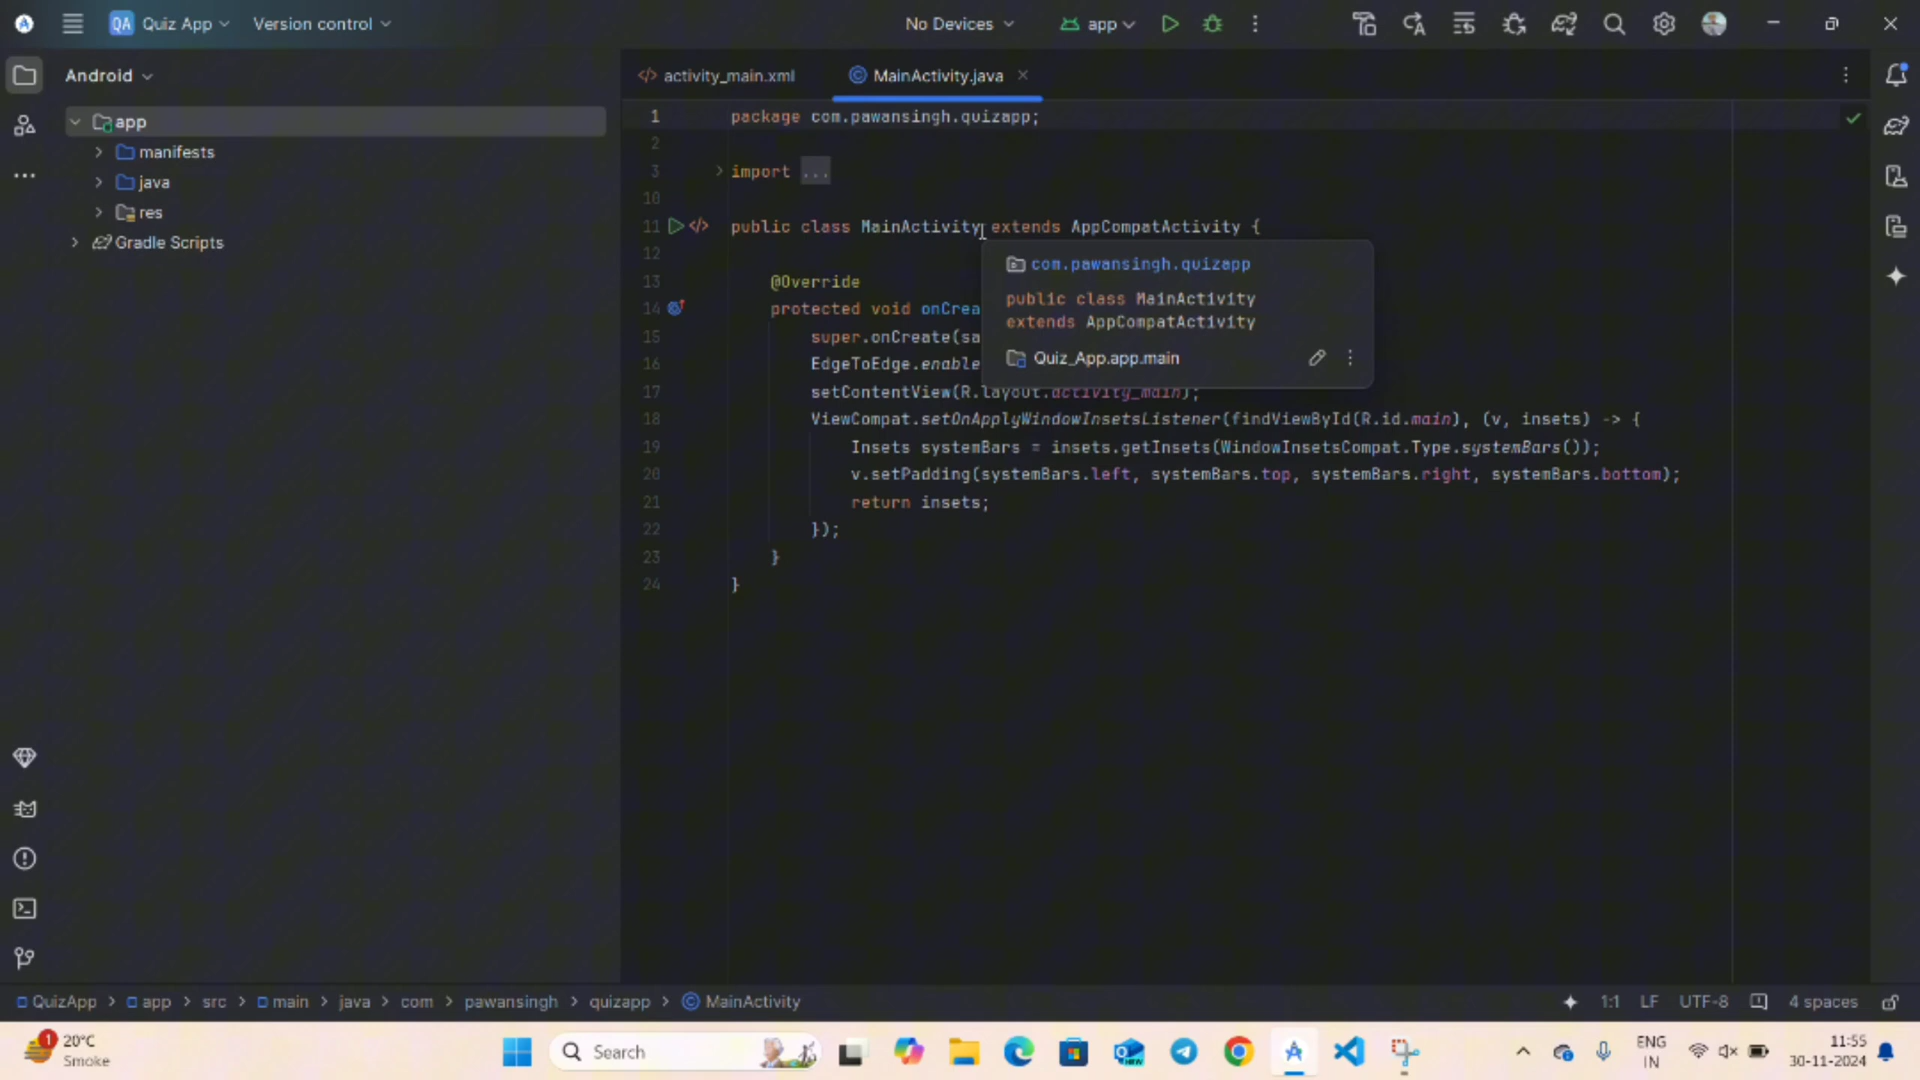 QA Quiz App Version control No Devices app
Android
app
manifests
java
res
Gradle Scripts
activity_main.xml MainActivity.java
1 package com.pawansingh.quizapp;
2
3 import ...
10
11 public class MainActivity extends AppCompatActivity {
12
13 @Override
14 protected void onCrea
15 super.onCreate(sa
16 EdgeToEdge.enable
17 setContentView(R.layout.activity_main);
18 ViewCompat.setOnApplyWindowInsetsListener(findViewById(R.id.main), (v, insets) -> {
19 Insets systemBars = insets.getInsets(WindowInsetsCompat.Type.systemBars());
20 v.setPadding(systemBars.left, systemBars.top, systemBars.right, systemBars.bottom);
21 return insets;
22 });
23 }
24 }
com.pawansingh.quizapp
public class MainActivity
extends AppCompatActivity
Quiz_App.app.main
QuizApp > app > src > main > java > com > pawansingh > quizapp > MainActivity 1:1 LF UTF-8 4 spaces
1 20°C
Smoke
Search
NEW
ENG
IN
11:55
30-11-2024